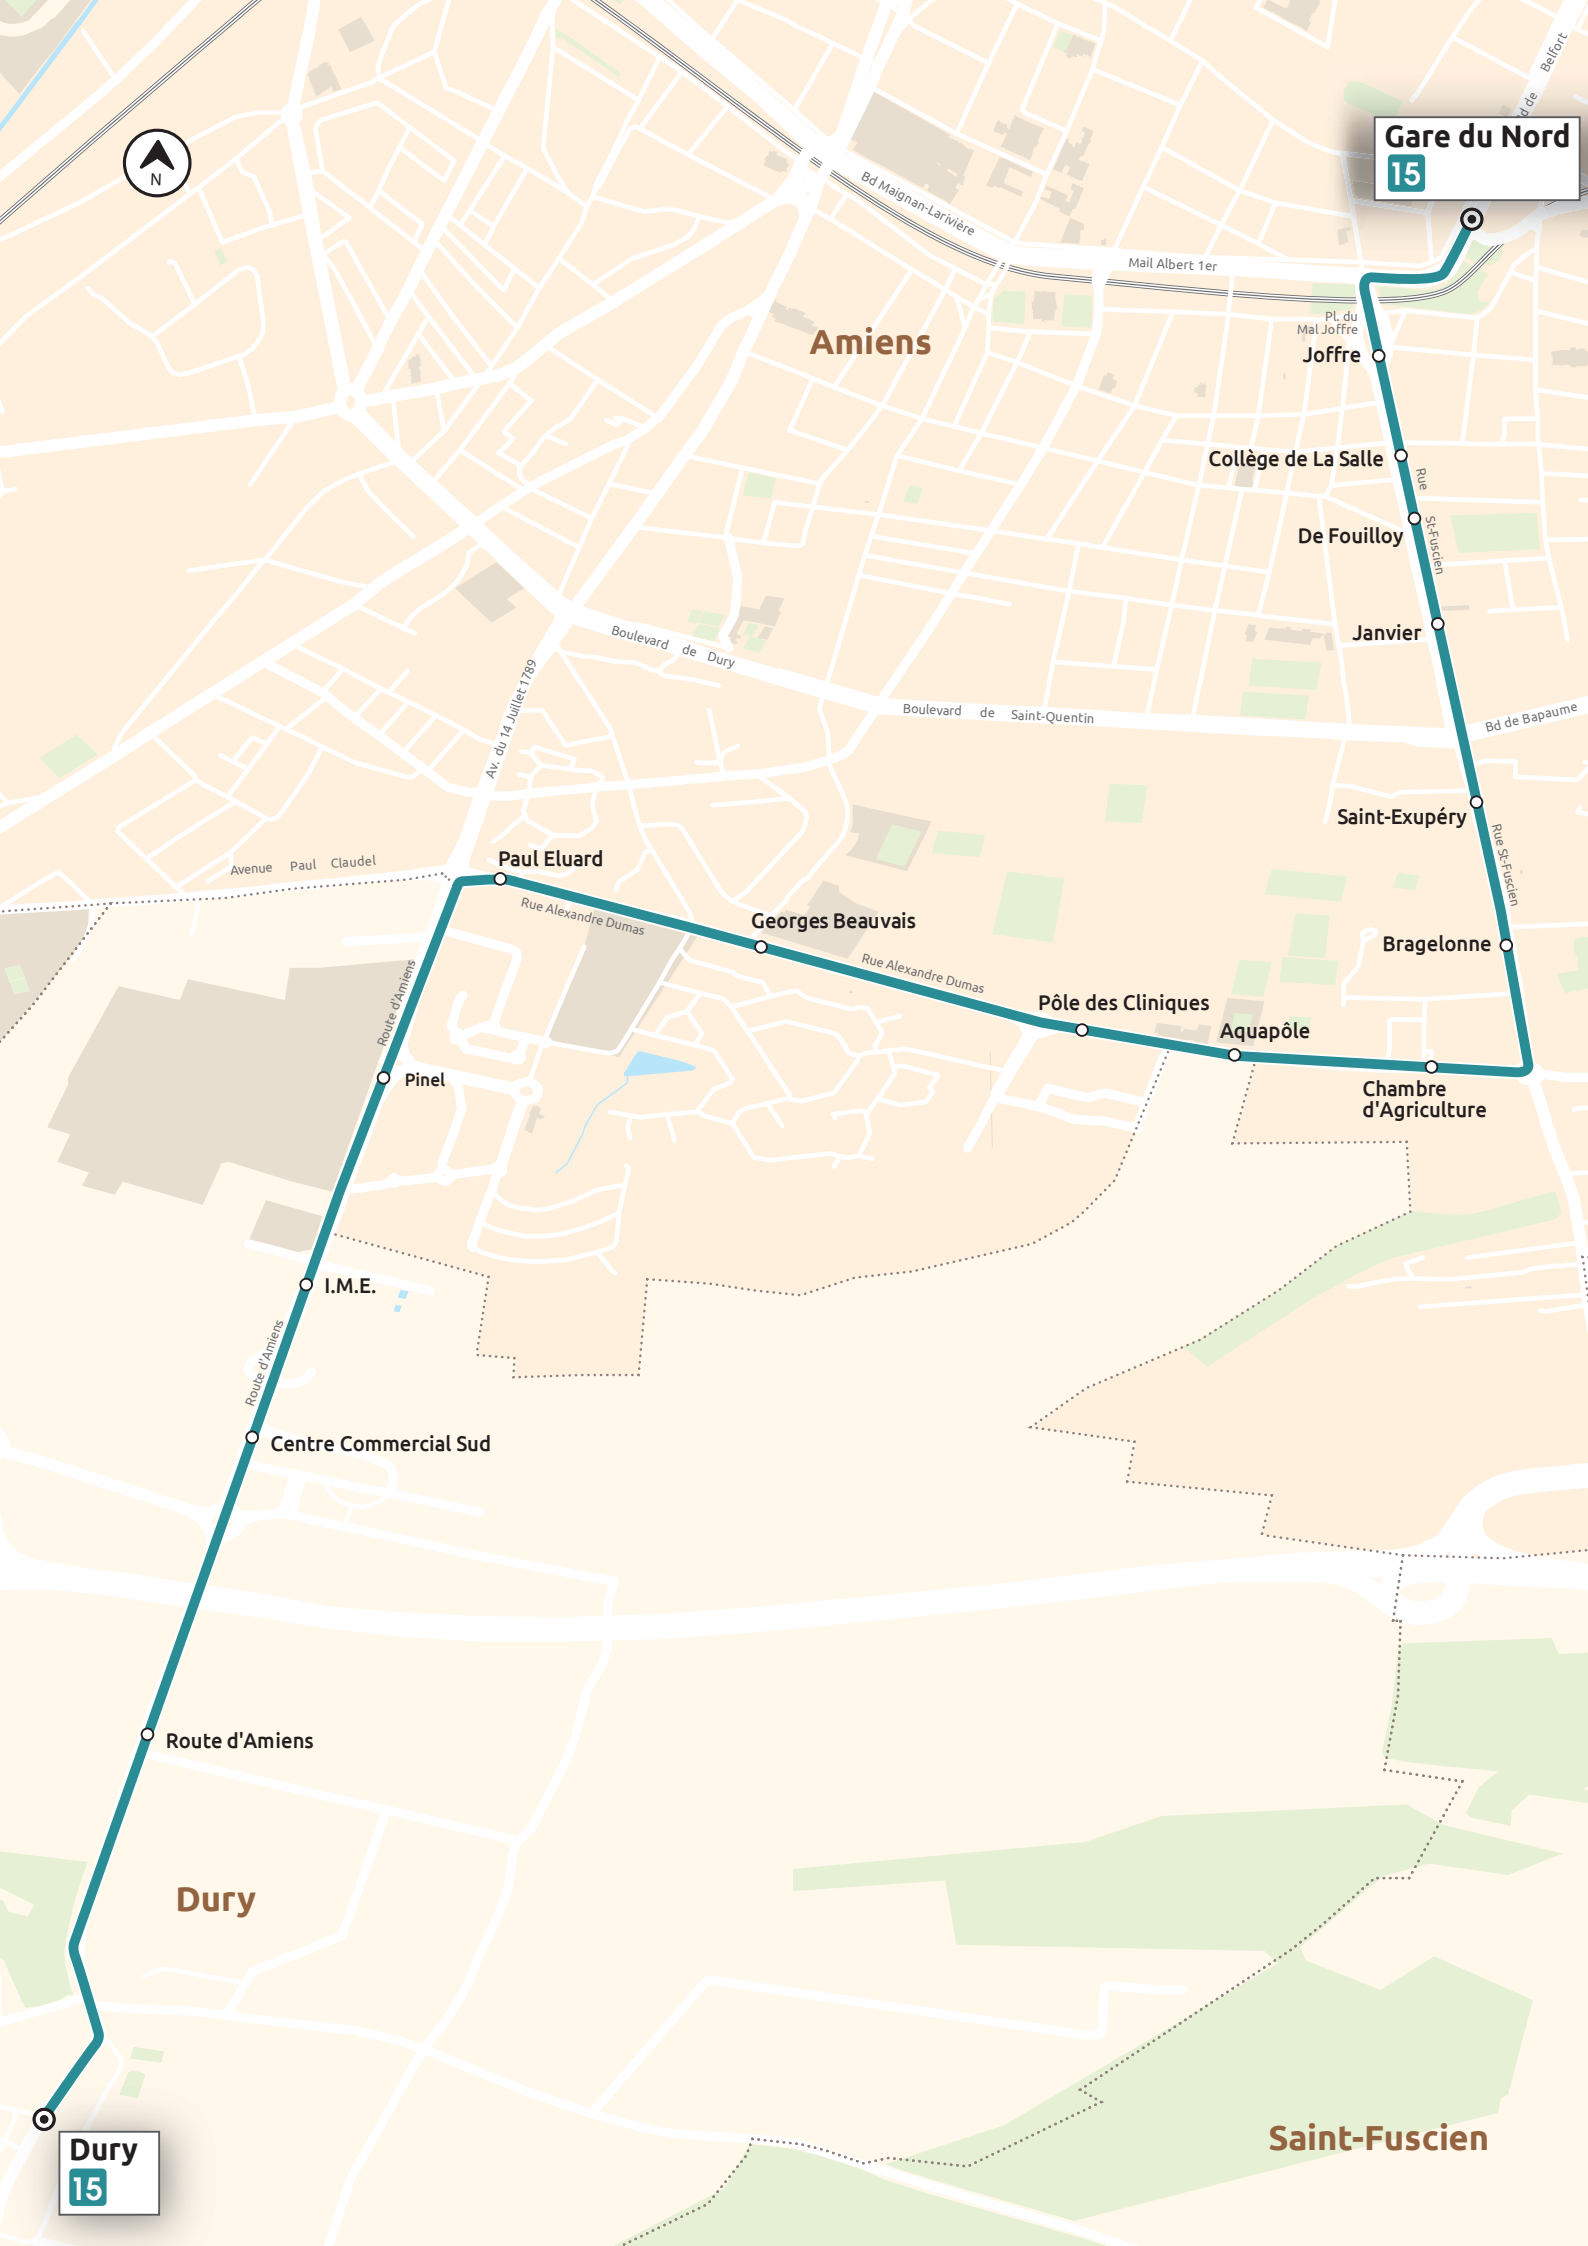 Belfort
Bd de
Gare du Nord
15
N
Bd Maignan-Larivière
Mail Albert 1er
Pl. du
Mal Joffre
Amiens
Joffre
Collège de La Salle
Rue
St-Fuscien
De Fouilloy
Janvier
Boulevard de Dury
Av. du 14 Juillet 1789
Boulevard de Saint-Quentin
Bd de Bapaume
Saint-Exupéry
Rue St-Fuscien
Avenue Paul Claudel
Paul Eluard
Rue Alexandre Dumas
Georges Beauvais
Bragelonne
Rue Alexandre Dumas
Route d'Amiens
Pôle des Cliniques
Aquapôle
Pinel
Chambre
d'Agriculture
I.M.E.
Route d'Amiens
Centre Commercial Sud
Route d'Amiens
Dury
Saint-Fuscien
Dury
15